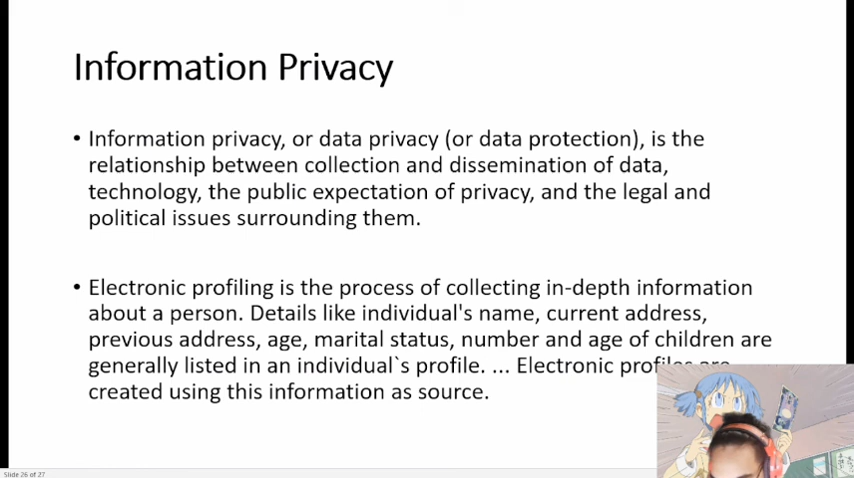 Information Privacy
• Information privacy, or data privacy (or data protection), is the
relationship between collection and dissemination of data,
technology, the public expectation of privacy, and the legal and
political issues surrounding them.
• Electronic profiling is the process of collecting in-depth information
about a person. Details like individual's name, current address,
previous address, age, marital status, number and age of children are
generally listed in an individual`s profile. ... Electronic profiles are
created using this information as source.
Slide 26 of 27